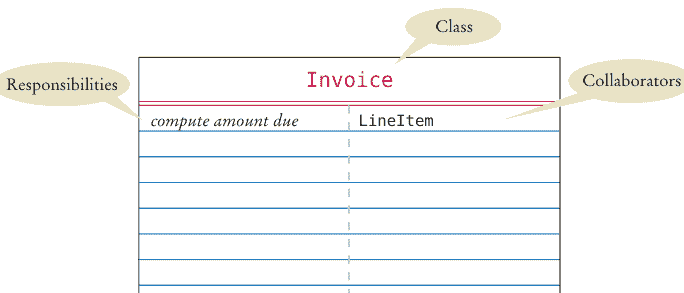 Class
Invoice
Responsibilities
Collaborators
compute amount due
LineItem